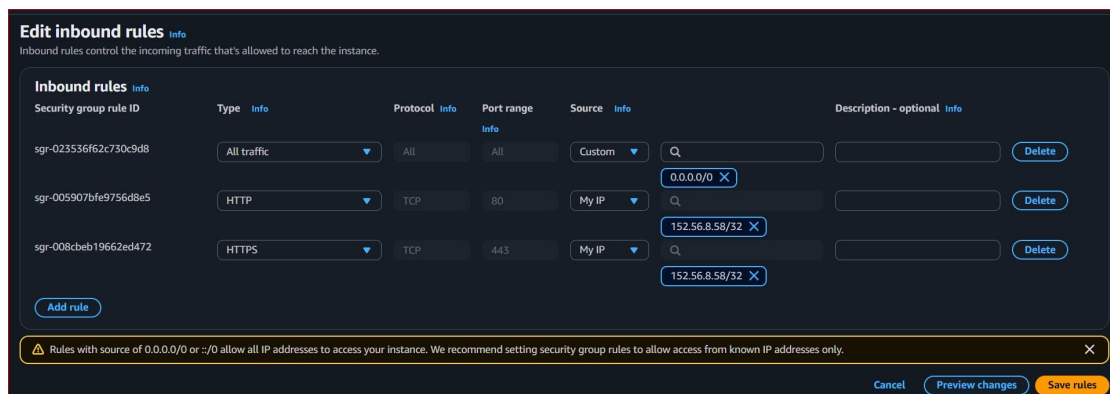 Edit inbound rules Info
Inbound rules control the incoming traffic that's allowed to reach the instance.
Inbound rules Info
Security group rule ID Type Info Protocol Info Port range Info Source Info Description - optional Info
sgr-023536f62c730c9d8 All traffic All All Custom Delete
0.0.0.0/0
sgr-005907bfe9756d8e5 HTTP TCP 80 My IP Delete
152.56.8.58/32
sgr-008cbeb19662ed472 HTTPS TCP 443 My IP Delete
152.56.8.58/32
Add rule
Rules with source of 0.0.0.0/0 or ::/0 allow all IP addresses to access your instance. We recommend setting security group rules to allow access from known IP addresses only.
Cancel Preview changes Save rules